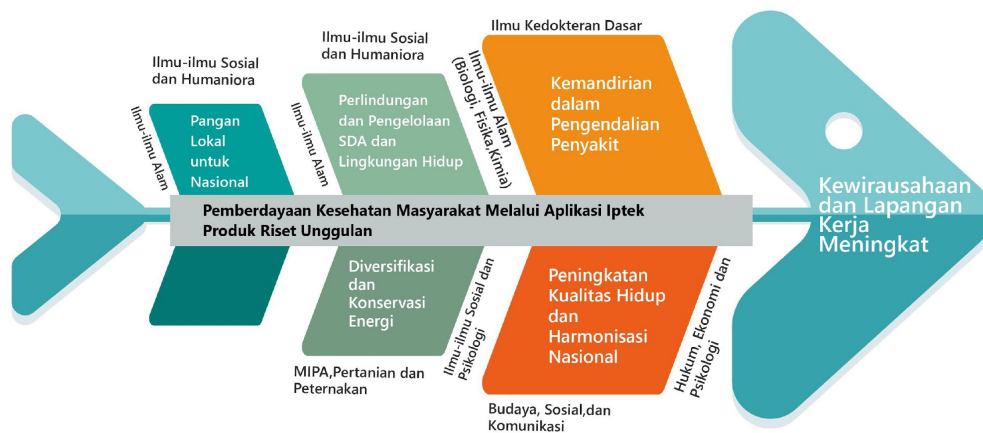 Ilmu-ilmu Sosial
dan Humaniora
Ilmu-ilmu Alam
Pangan
Lokal
untuk
Nasional
Ilmu-ilmu Sosial
dan Humaniora
Ilmu-ilmu Alam
Perlindungan
dan Pengelolaan
SDA dan
Lingkungan Hidup
Ilmu Kedokteran Dasar
Ilmu-ilmu Alam
(Biologi, Fisika,Kimia)
Kemandirian
dalam
Pengendalian
Penyakit
Pemberdayaan Kesehatan Masyarakat Melalui Aplikasi Iptek
Produk Riset Unggulan
Kewirausahaan
dan Lapangan
Kerja
Meningkat
Diversifikasi
dan
Konservasi
Energi
Ilmu-ilmu Sosial dan
Psikologi
MIPA,Pertanian dan
Peternakan
Peningkatan
Kualitas Hidup
dan
Harmonisasi
Nasional
Hukum, Ekonomi dan
Psikologi
Budaya, Sosial,dan
Komunikasi